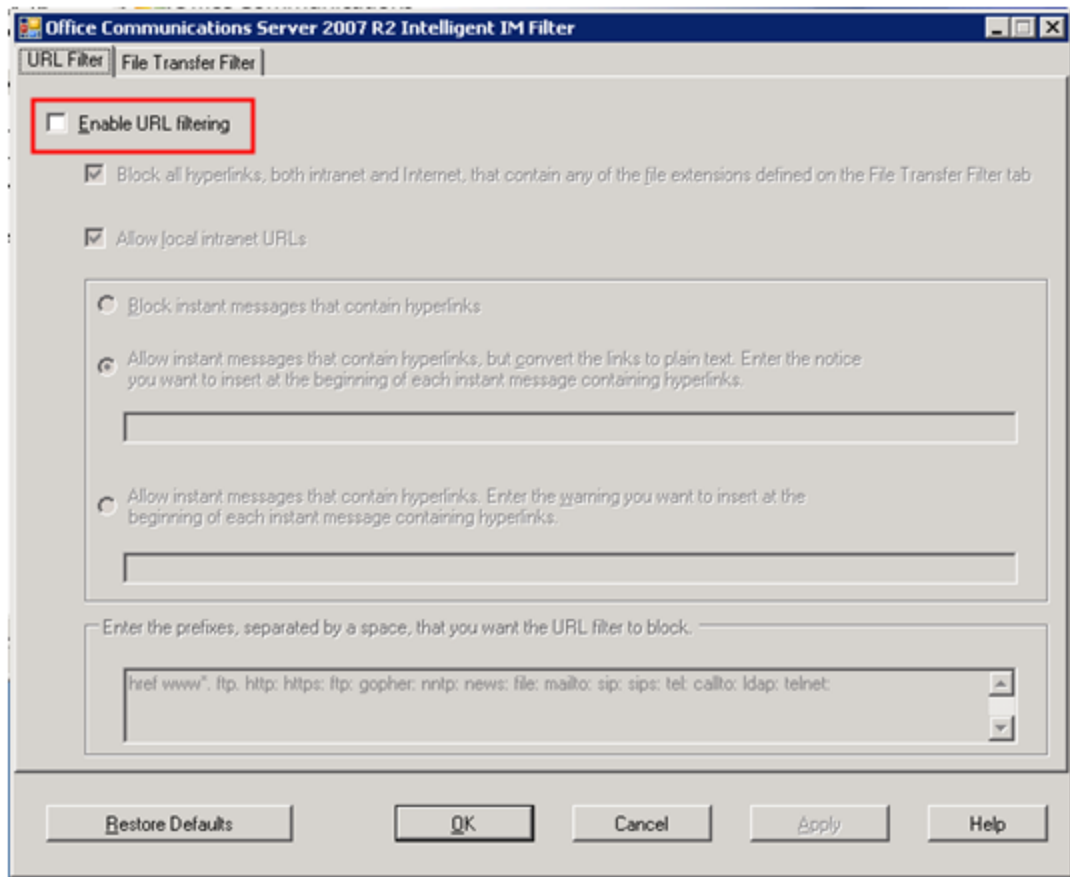 Office Communications Server 2007 R2 Intelligent IM Filter
URL Filter File Transfer Filter
Enable URL filtering
Block all hyperlinks, both intranet and Internet, that contain any of the file extensions defined on the File Transfer Filter tab
Allow local intranet URLs
Block instant messages that contain hyperlinks
Allow instant messages that contain hyperlinks, but convert the links to plain text. Enter the notice
you want to insert at the beginning of each instant message containing hyperlinks.
Allow instant messages that contain hyperlinks. Enter the warning you want to insert at the
beginning of each instant message containing hyperlinks.
Enter the prefixes, separated by a space, that you want the URL filter to block.
href www*. ftp. http: https: ftp: gopher: nntp: news: file: mailto: sip: sips: tel: callto: ldap: telnet:
Restore Defaults OK Cancel Apply Help